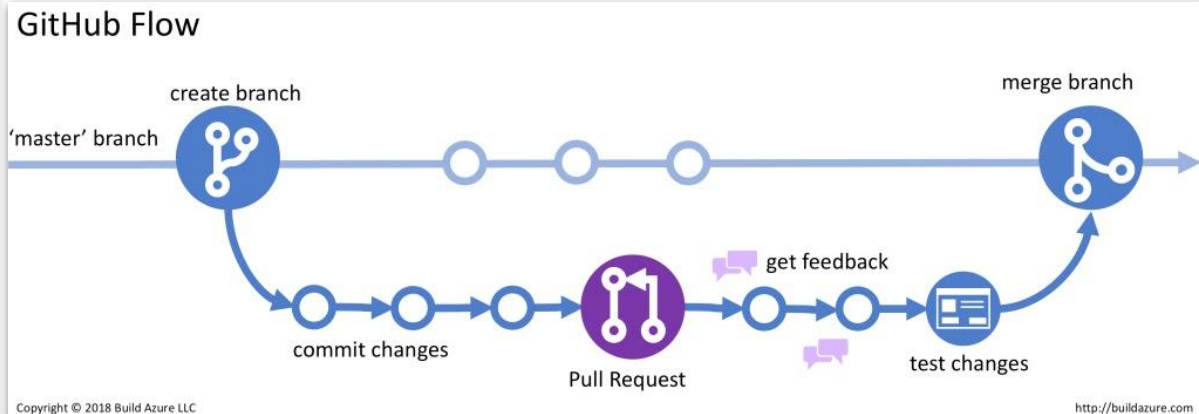 GitHub Flow
create branch
merge branch
‘master’ branch
get feedback
commit changes
Pull Request
test changes
Copyright © 2018 Build Azure LLC
http://buildazure.com